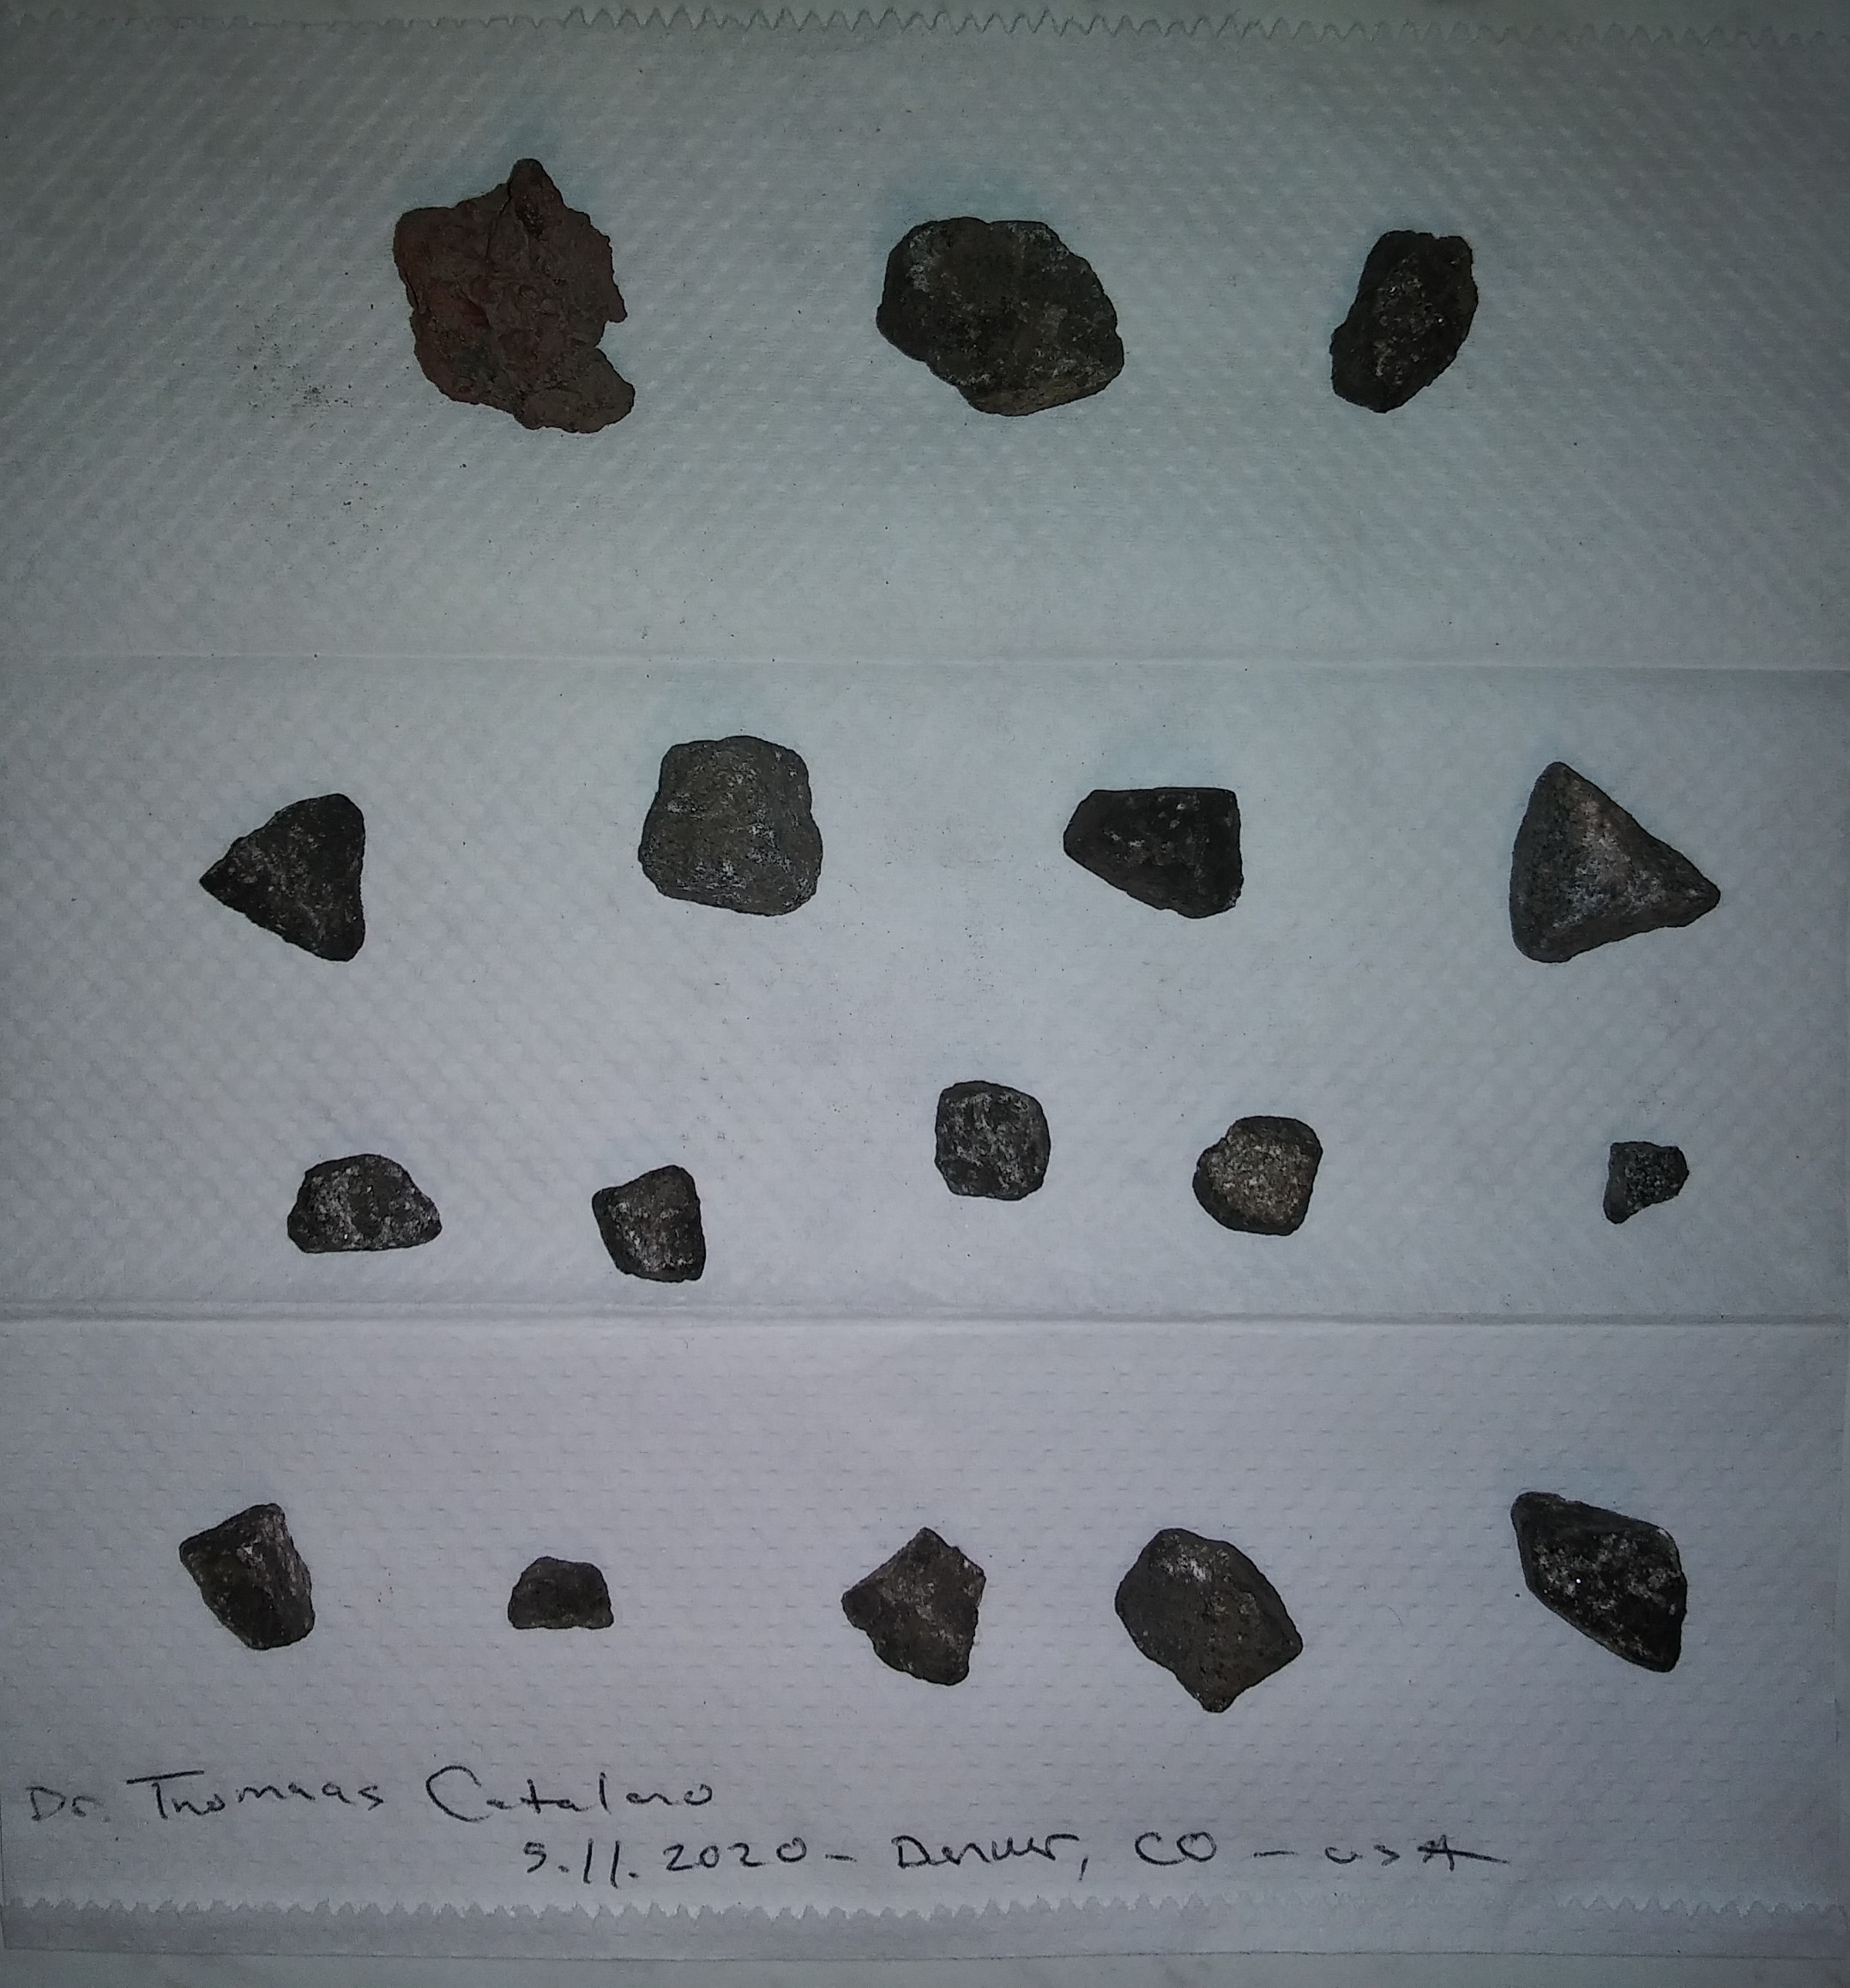 Dr. Thomaas Catalano
5.11.2020 - Denver, CO - USA